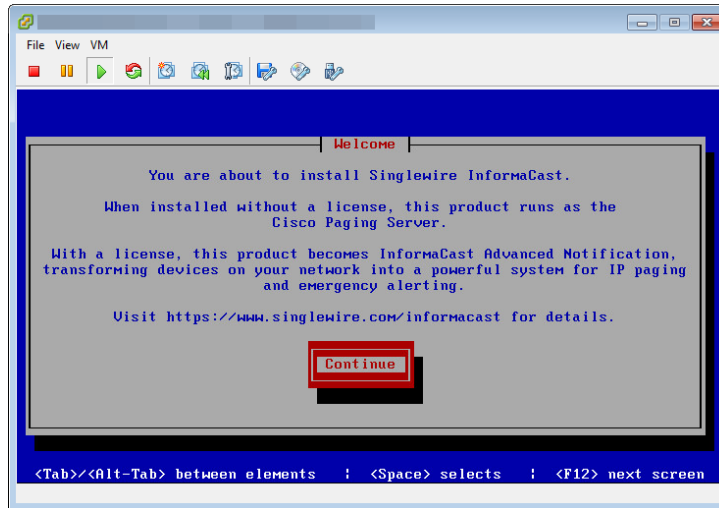 File View VM
Welcome
You are about to install Singlewire InformaCast.
When installed without a license, this product runs as the
Cisco Paging Server.
With a license, this product becomes InformaCast Advanced Notification,
transforming devices on your network into a powerful system for IP paging
and emergency alerting.
Visit https://www.singlewire.com/informacast for details.
Continue
<Tab>/<Alt-Tab> between elements ¦ <Space> selects ¦ <F12> next screen